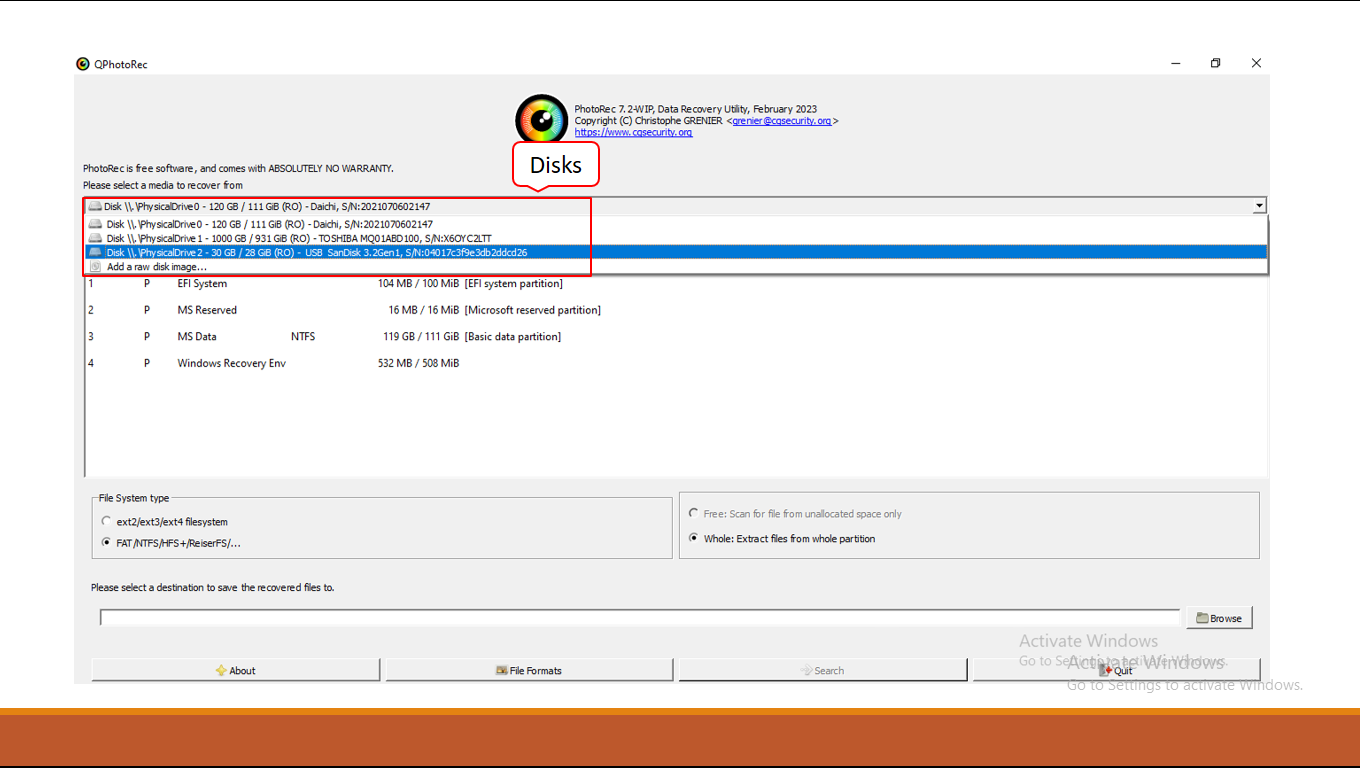 QPhotoRec
PhotoRec 7.2-WIP, Data Recovery Utility, February 2023
Copyright (C) Christophe GRENIER <grenier@cgsecurity.org>
https://www.cgsecurity.org
Disks
PhotoRec is free software, and comes with ABSOLUTELY NO WARRANTY.
Please select a media to recover from
Disk \\.\PhysicalDrive0 - 120 GB / 111 GiB (RO) - Daichi, S/N:2021070602147
Disk \\.\PhysicalDrive0 - 120 GB / 111 GiB (RO) - Daichi, S/N:2021070602147
Disk \\.\PhysicalDrive1 - 1000 GB / 931 GiB (RO) - TOSHIBA MQ01ABD100, S/N:X6OYC2LTT
Disk \\.\PhysicalDrive2 - 30 GB / 28 GiB (RO) - USB SanDisk 3.2Gen1, S/N:04017c3f9e3db2ddcd26
Add a raw disk image...
1 P EFI System 104 MB / 100 MiB [EFI system partition]
2 P MS Reserved 16 MB / 16 MiB [Microsoft reserved partition]
3 P MS Data NTFS 119 GB / 111 GiB [Basic data partition]
4 P Windows Recovery Env 532 MB / 508 MiB
File System type
ext2/ext3/ext4 filesystem
FAT/NTFS/HFS+/ReiserFS/...
Free: Scan for file from unallocated space only
Whole: Extract files from whole partition
Please select a destination to save the recovered files to.
Browse
About
File Formats
Search
Quit
Activate Windows
Go to Settings to activate Windows.
Activate Windows
Go to Settings to activate Windows.